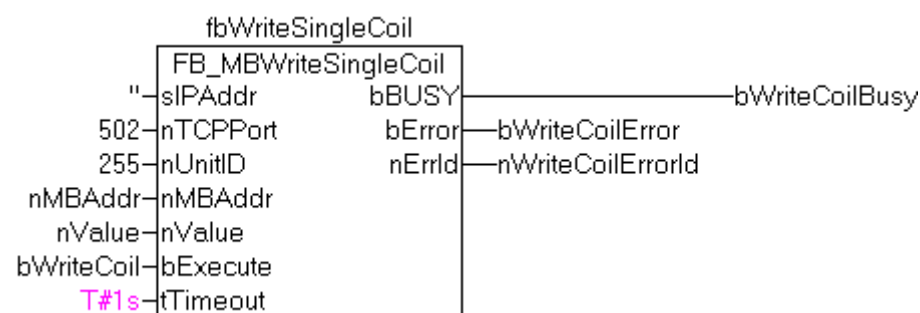 fbWriteSingleCoil
FB_MBWriteSingleCoil
''-sIPAddr bBUSY bWriteCoilBusy
502-nTCPPort bError bWriteCoilError
255-nUnitID nErrId nWriteCoilErrorId
nMBAddr-nMBAddr
nValue-nValue
bWriteCoil-bExecute
T#1s-tTimeout